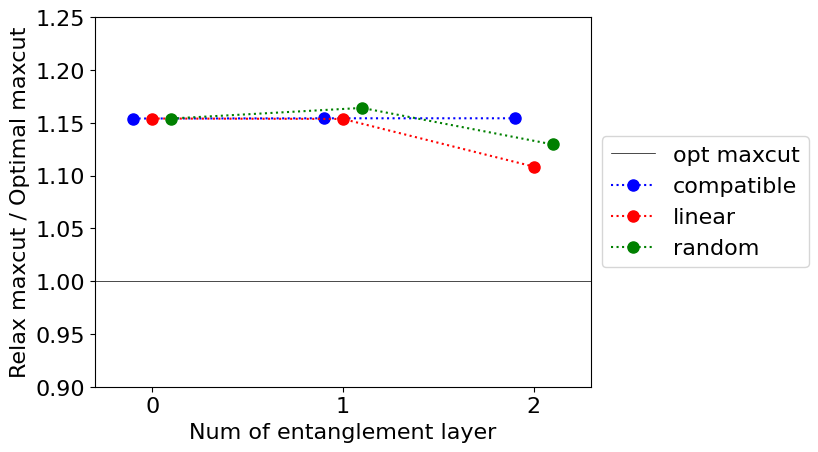 Relax maxcut / Optimal maxcut
1.25
1.20
1.15
1.10
1.05
1.00
0.95
0.90
0
1
2
Num of entanglement layer
opt maxcut
compatible
linear
random